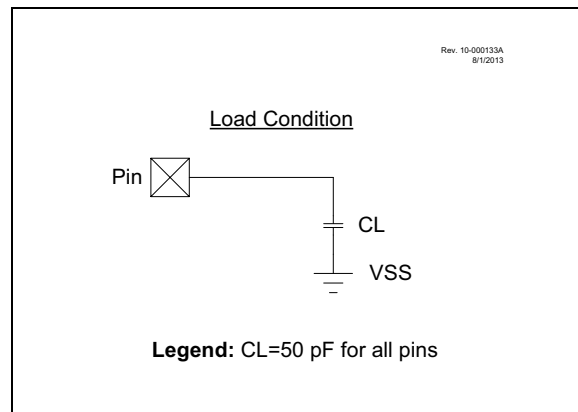 Rev. 10-000133A
8/1/2013
Load Condition
Pin
CL
VSS
Legend: CL=50 pF for all pins